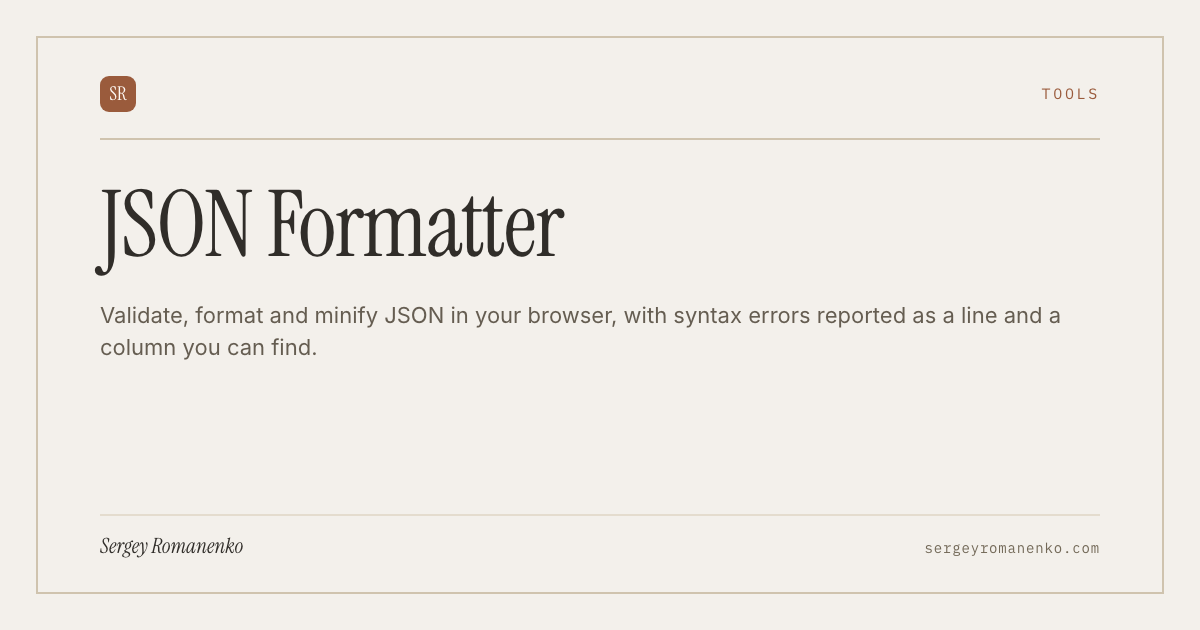 SR
TOOLS
JSON Formatter
Validate, format and minify JSON in your browser, with syntax errors reported as a line and a
column you can find.
Sergey Romanenko
sergeyromanenko.com